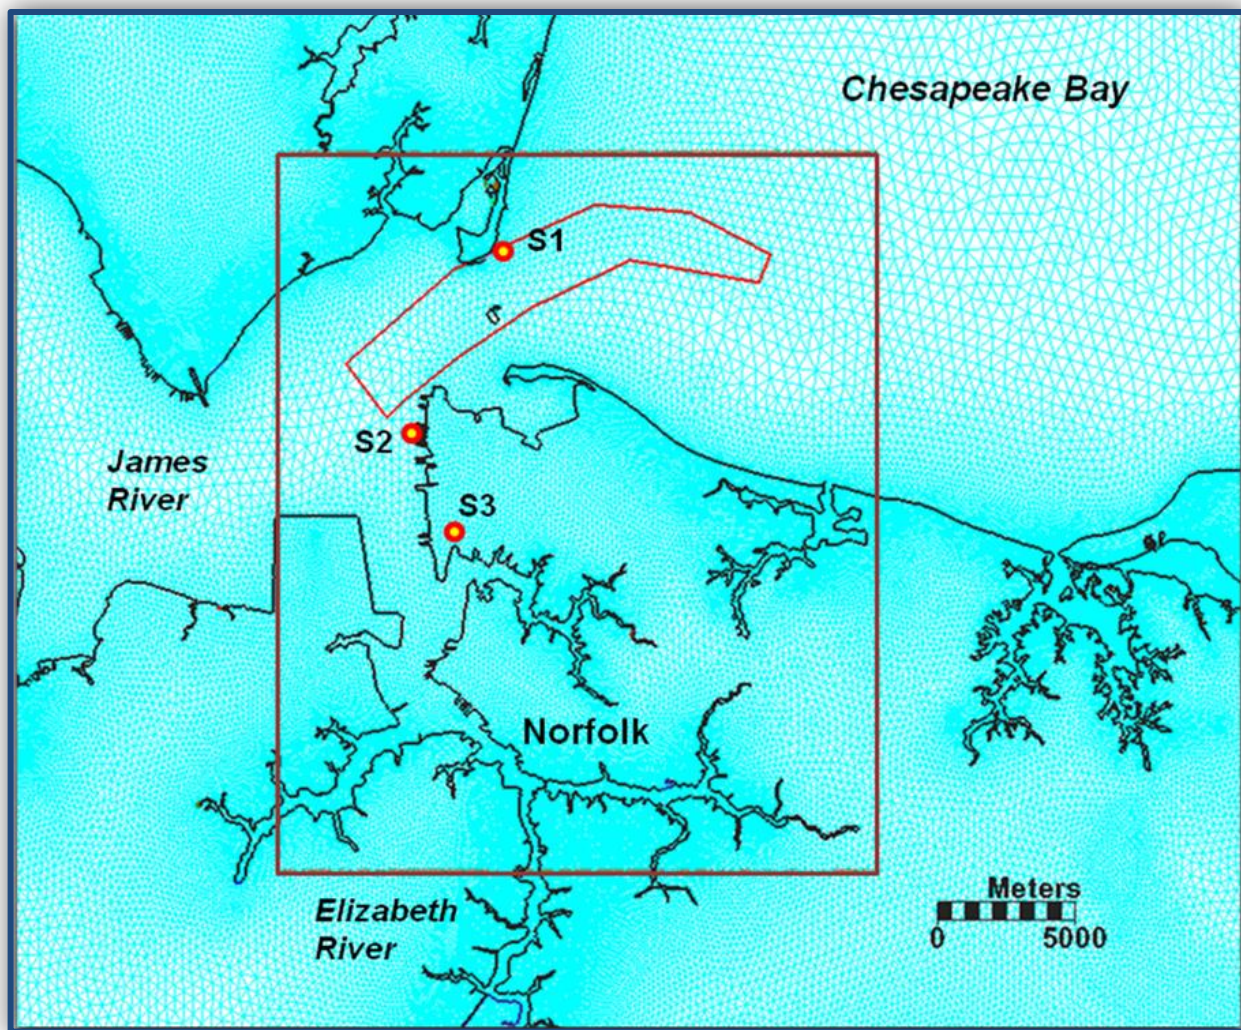 Chesapeake Bay
S1
S2
James
River
S3
Norfolk
Elizabeth
River
Meters
0 5000